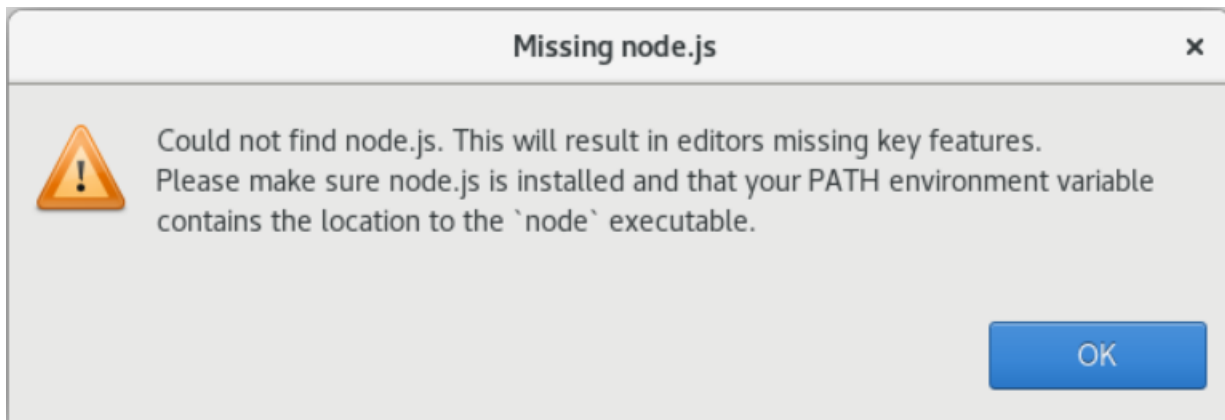 Missing node.js
Could not find node.js. This will result in editors missing key features.
Please make sure node.js is installed and that your PATH environment variable
contains the location to the `node` executable.
OK